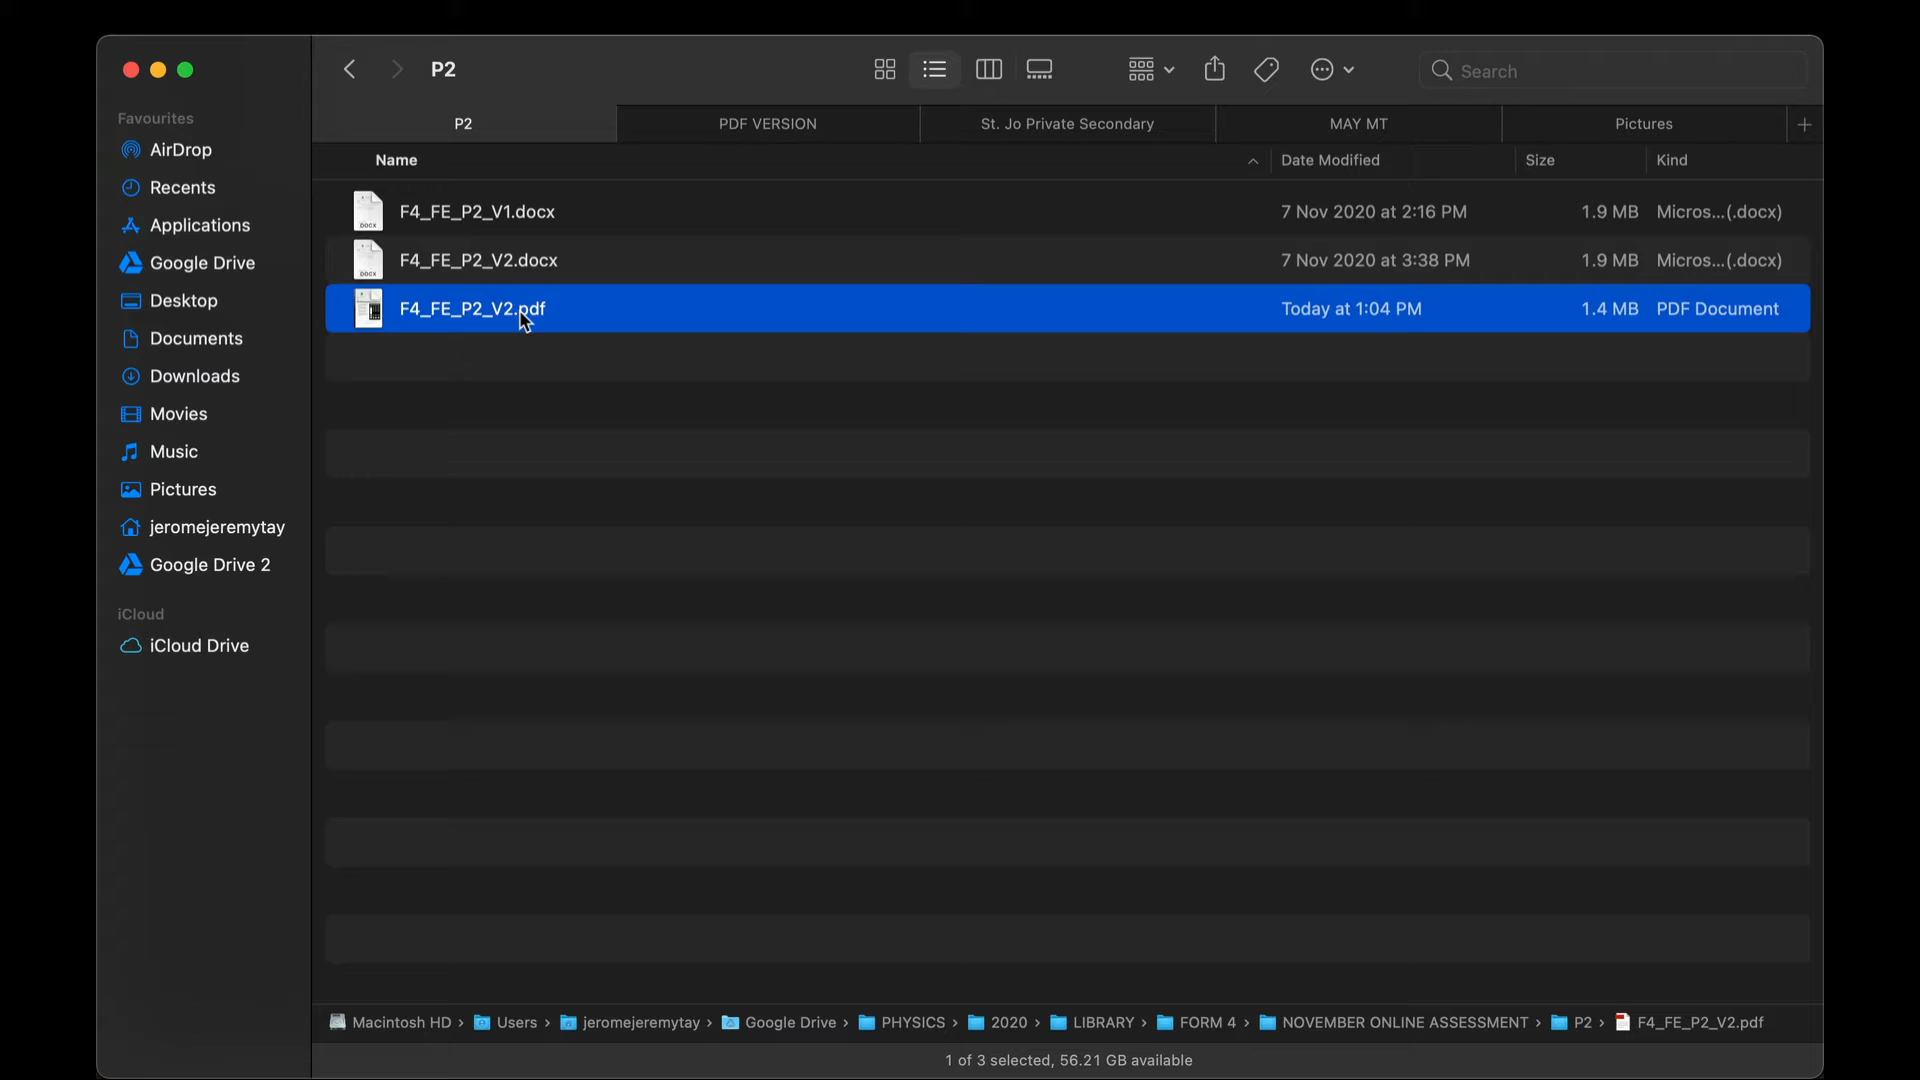 P2
Search
Favourites
AirDrop
Recents
Applications
Google Drive
Desktop
Documents
Downloads
Movies
Music
Pictures
jeromejeremytay
Google Drive 2
iCloud
iCloud Drive
P2 PDF VERSION St. Jo Private Secondary MAY MT Pictures +
Name Date Modified Size Kind
F4_FE_P2_V1.docx 7 Nov 2020 at 2:16 PM 1.9 MB Micros...(.docx)
F4_FE_P2_V2.docx 7 Nov 2020 at 3:38 PM 1.9 MB Micros...(.docx)
F4_FE_P2_V2.pdf Today at 1:04 PM 1.4 MB PDF Document
Macintosh HD › Users › jeromejeremytay › Google Drive › PHYSICS › 2020 › LIBRARY › FORM 4 › NOVEMBER ONLINE ASSESSMENT › P2 › F4_FE_P2_V2.pdf
1 of 3 selected, 56.21 GB available